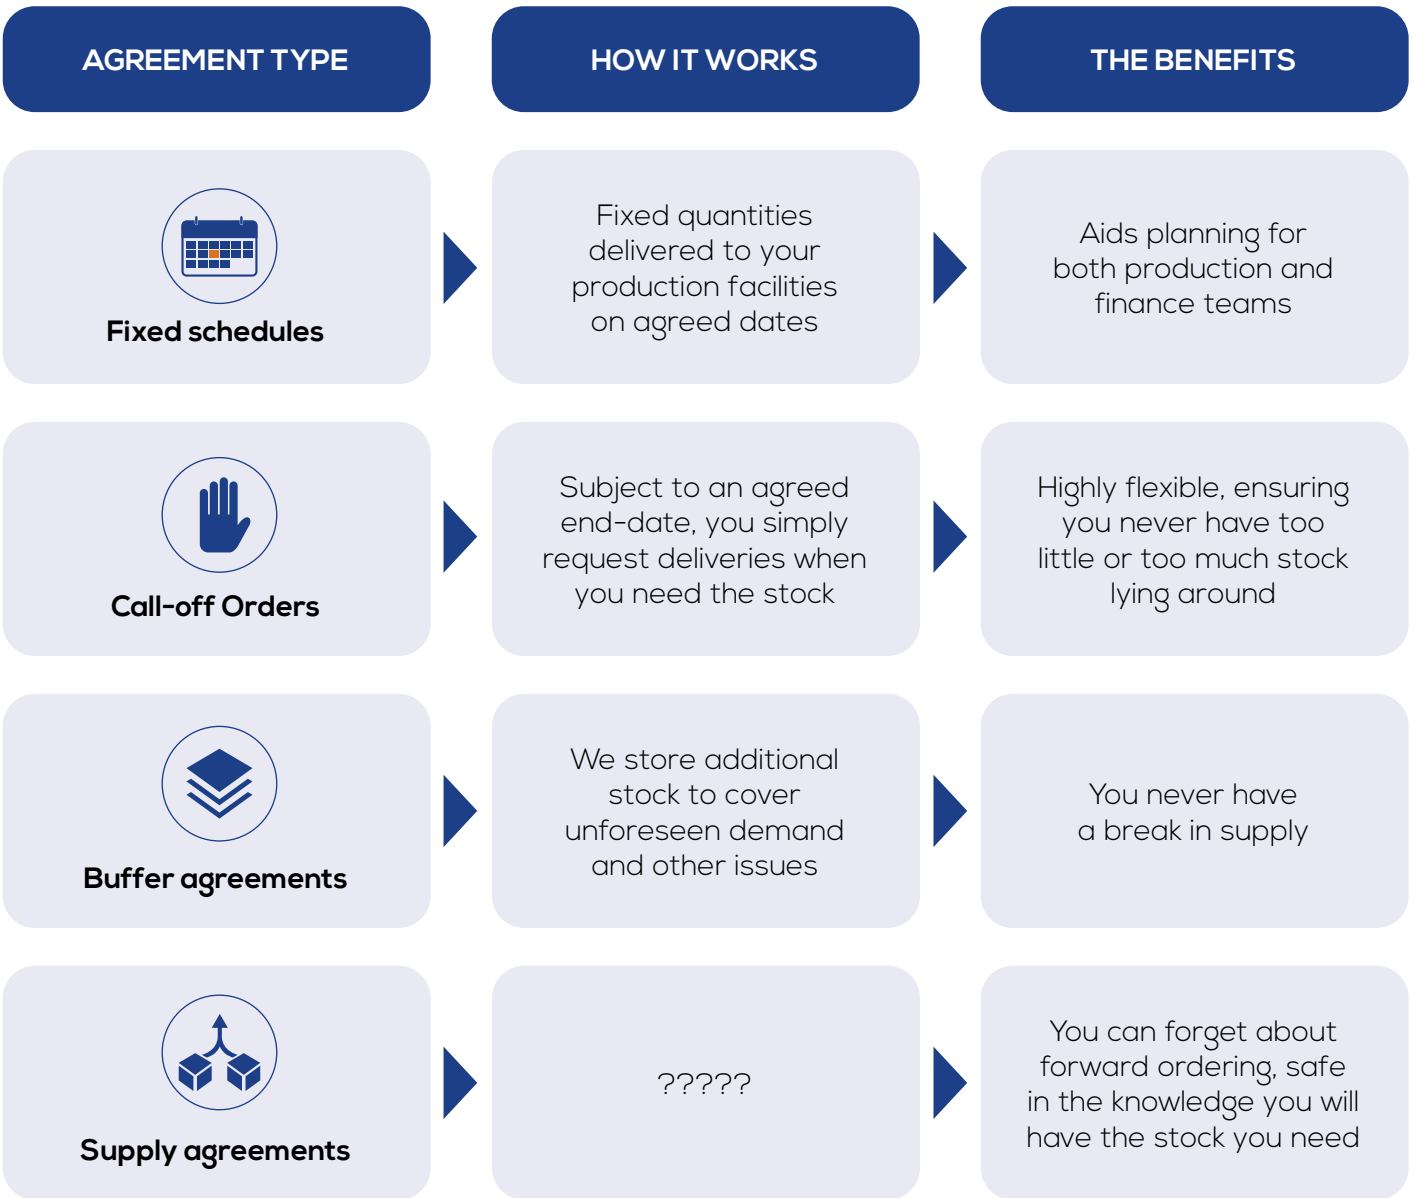 AGREEMENT TYPE
HOW IT WORKS
THE BENEFITS
Fixed schedules
Fixed quantities
delivered to your
production facilities
on agreed dates
Aids planning for
both production and
finance teams
Call-off Orders
Subject to an agreed
end-date, you simply
request deliveries when
you need the stock
Highly flexible, ensuring
you never have too
little or too much stock
lying around
Buffer agreements
We store additional
stock to cover
unforeseen demand
and other issues
You never have
a break in supply
Supply agreements
?????
You can forget about
forward ordering, safe
in the knowledge you will
have the stock you need